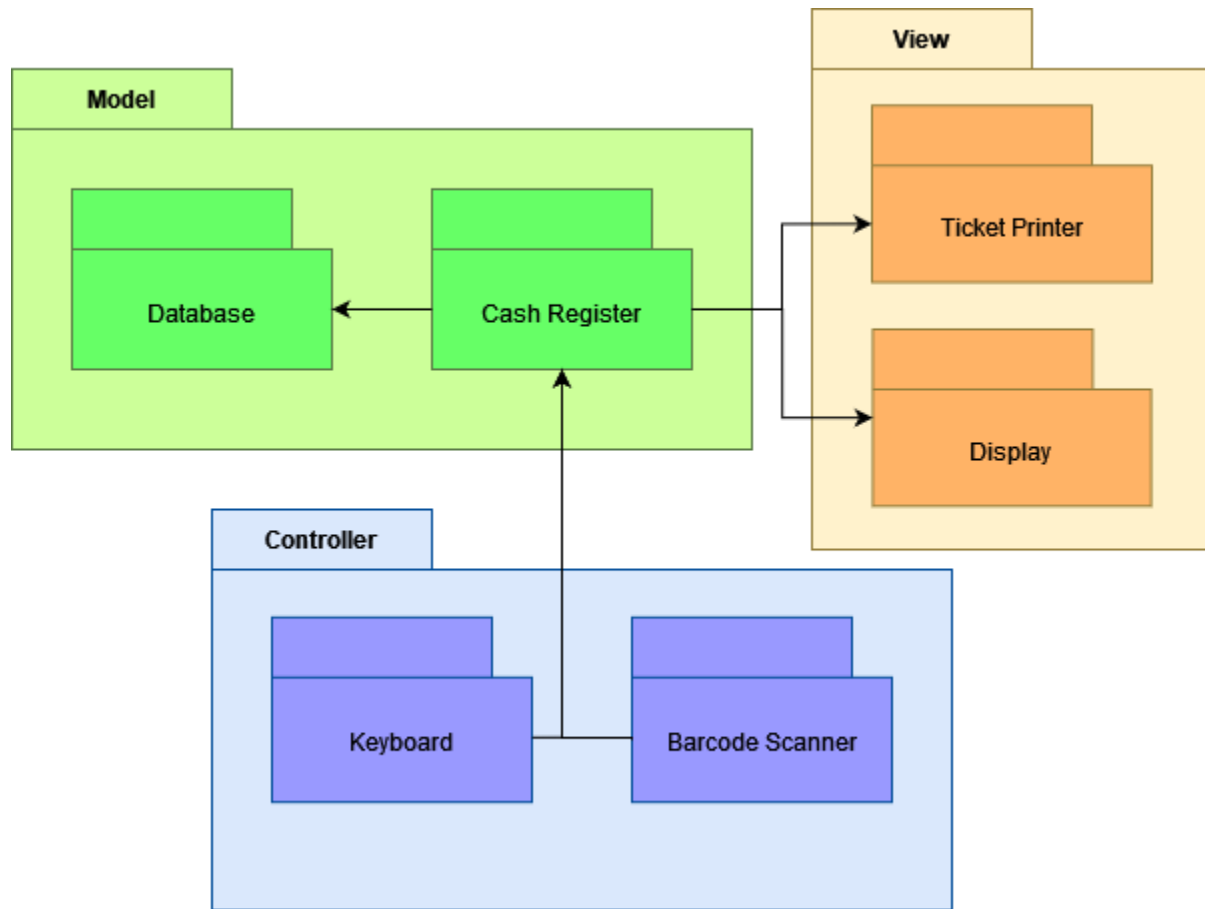 View
Model
Ticket Printer
Database
Cash Register
Display
Controller
Keyboard
Barcode Scanner